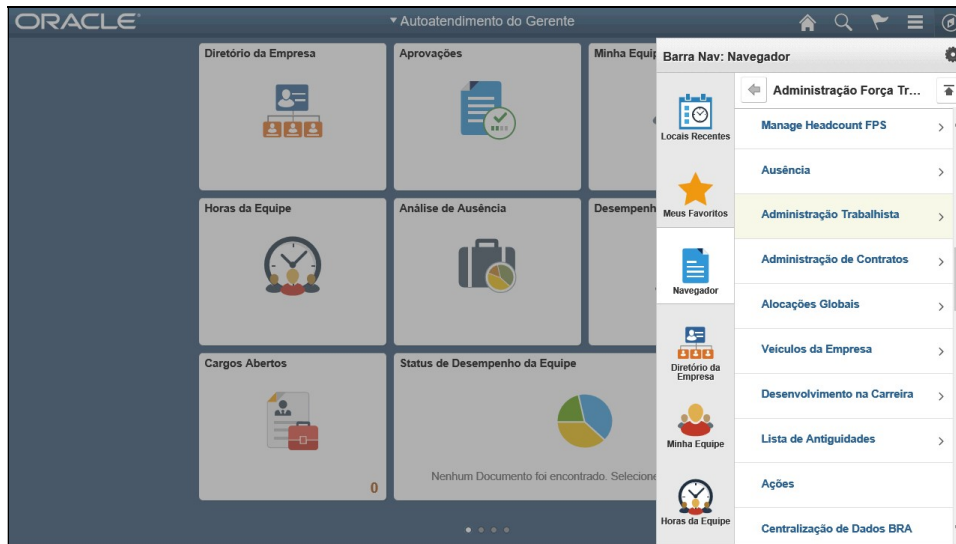 ORACLE
Autoatendimento do Gerente
Diretório da Empresa
Aprovações
Minha Equip
Horas da Equipe
Análise de Ausência
Desempenh
Cargos Abertos
0
Status de Desempenho da Equipe
Nenhum Documento foi encontrado. Selecione
Barra Nav: Navegador
Locais Recentes
Meus Favoritos
Navegador
Diretório da
Empresa
Minha Equipe
Horas da Equipe
Administração Força Tr...
Manage Headcount FPS
Ausência
Administração Trabalhista
Administração de Contratos
Alocações Globais
Veículos da Empresa
Desenvolvimento na Carreira
Lista de Antiguidades
Ações
Centralização de Dados BRA